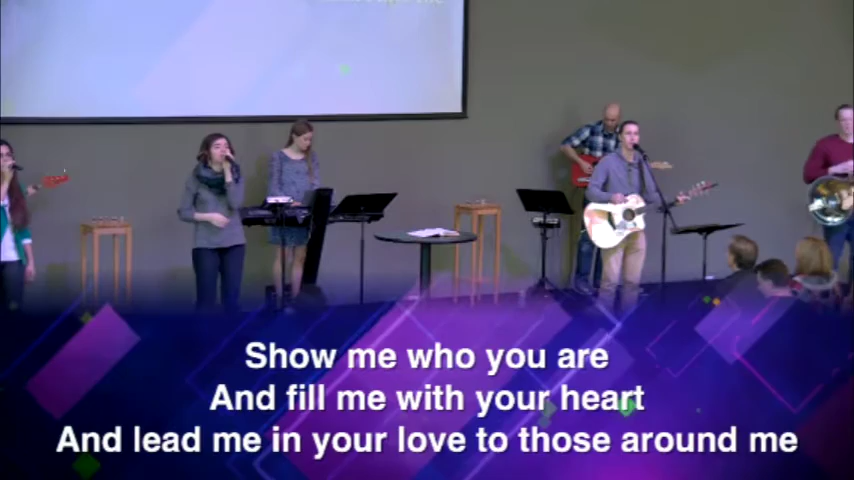 Show me who you are
And fill me with your heart
And lead me in your love to those around me